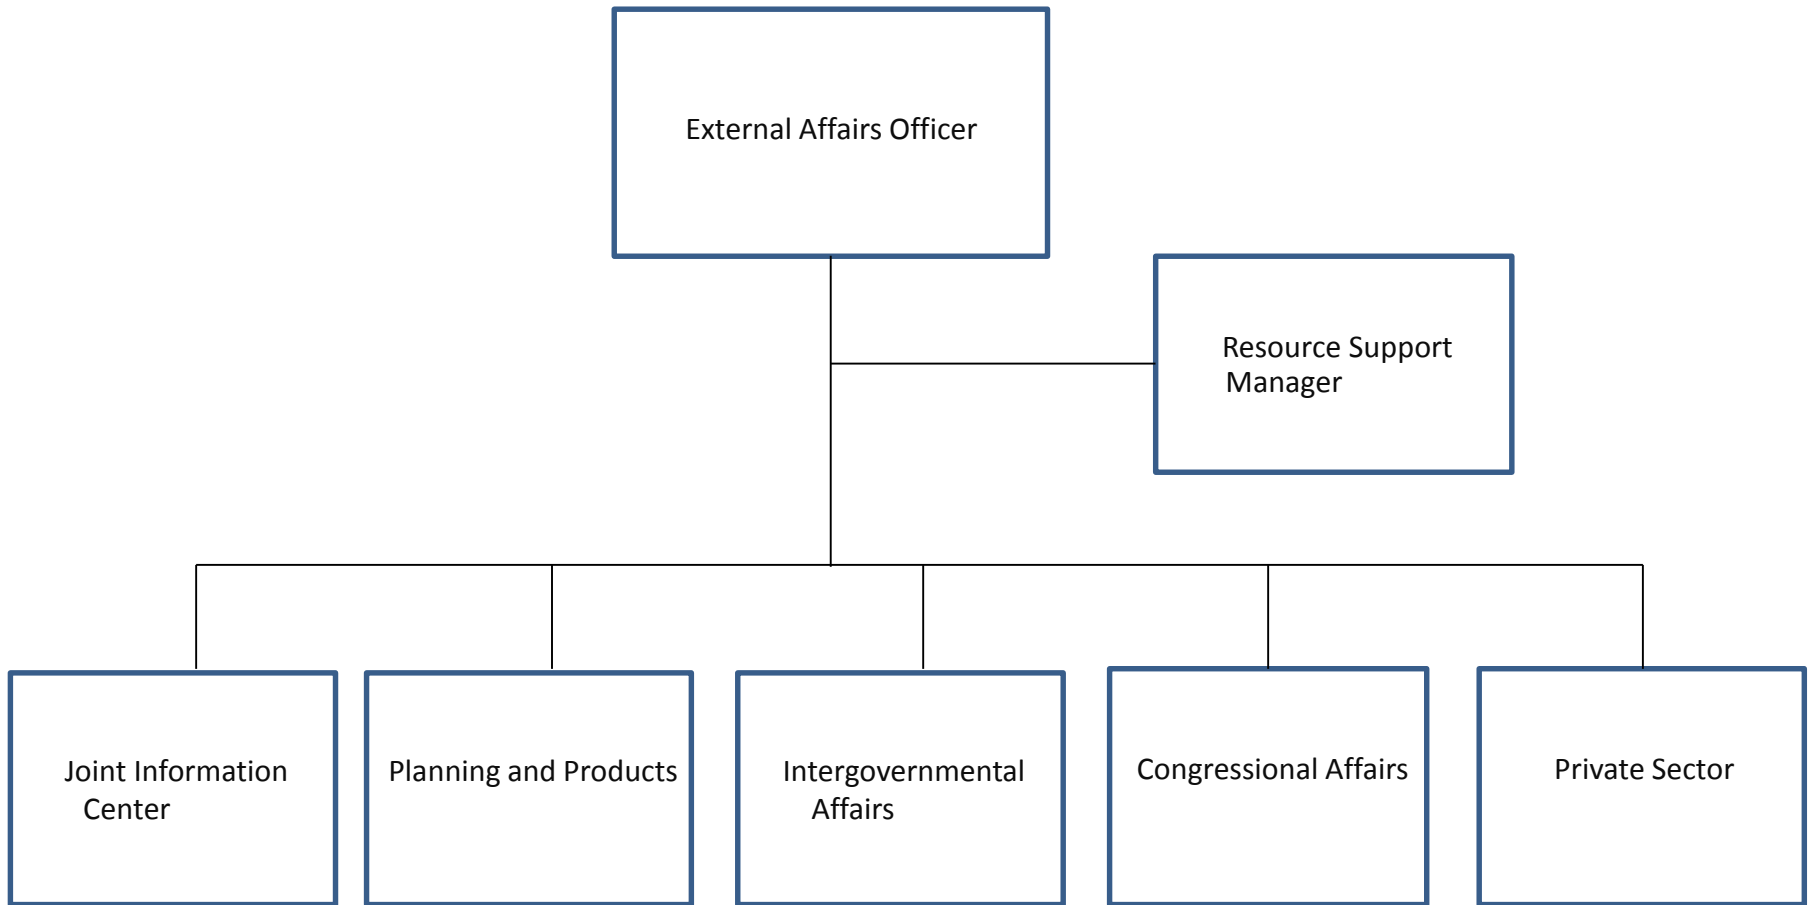 External Affairs Officer
Resource Support
Manager
Joint Information
Center
Planning and Products
Intergovernmental
Affairs
Congressional Affairs
Private Sector